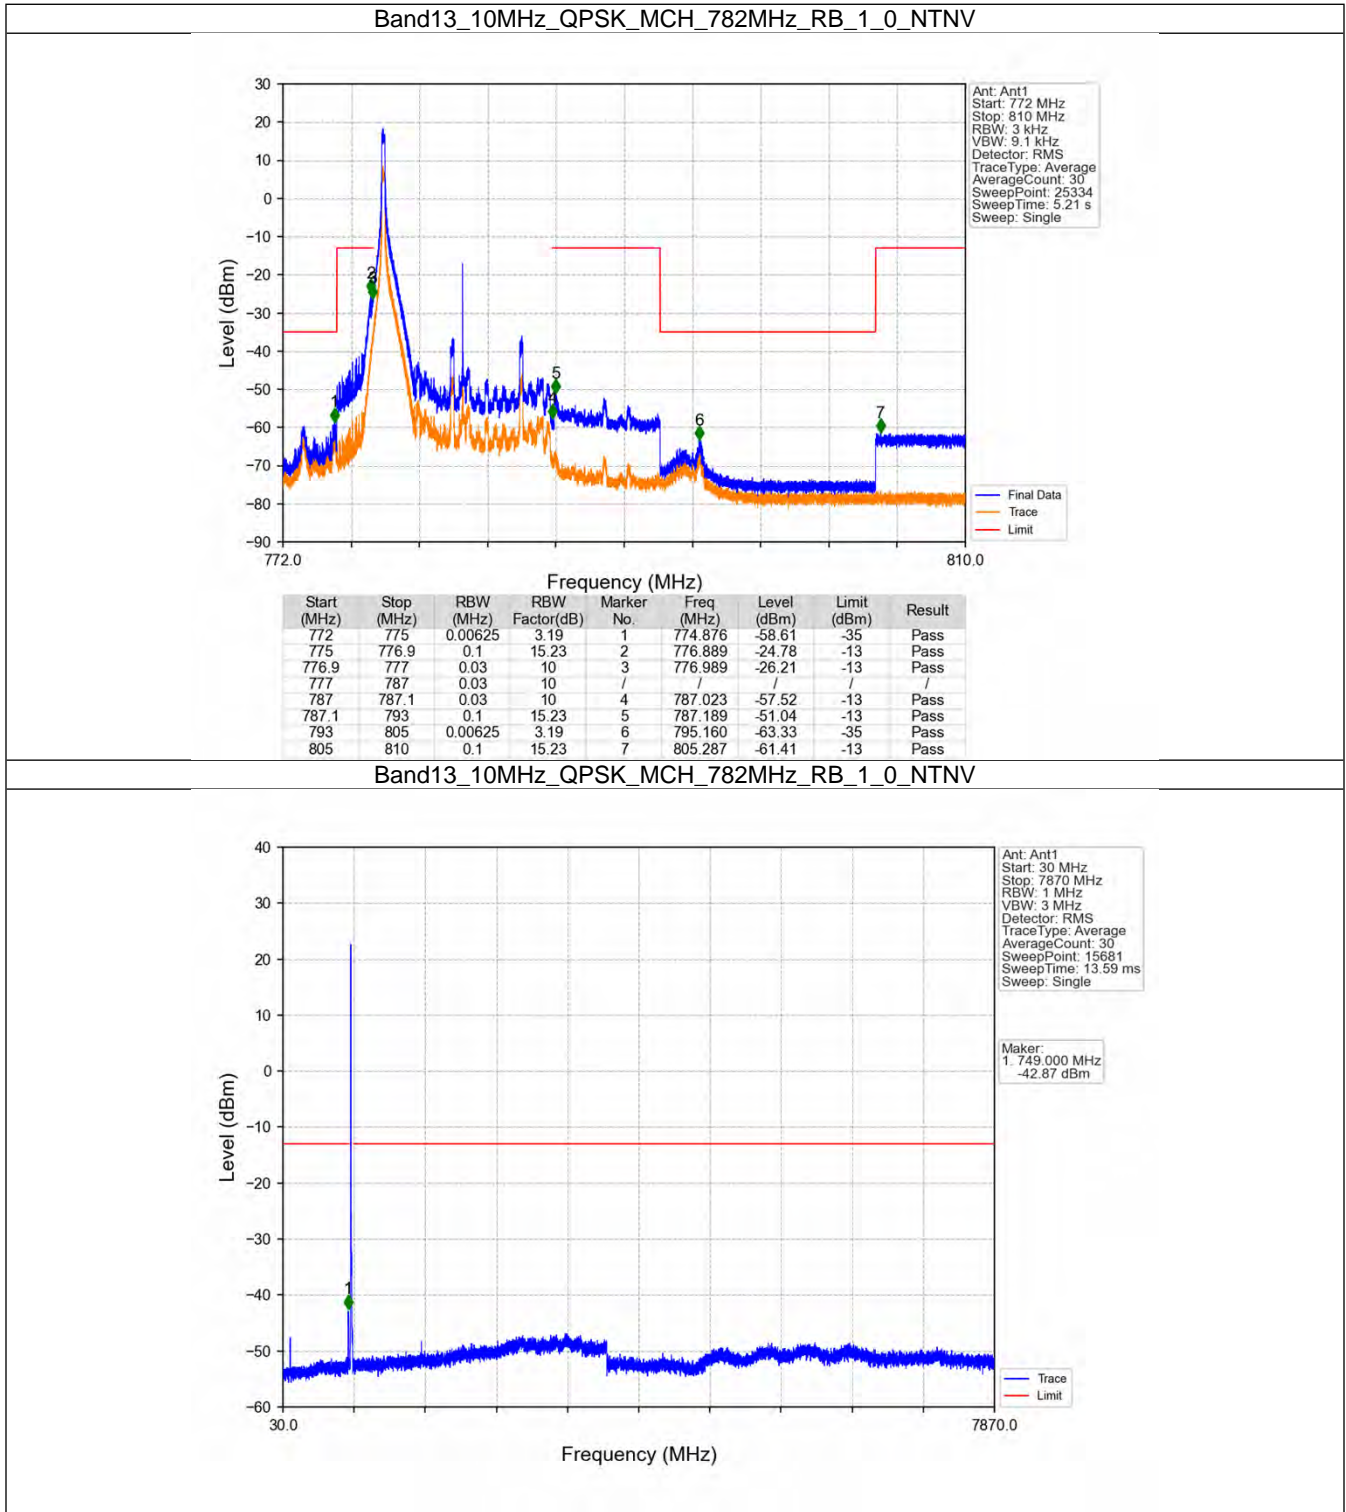 Band13_10MHz_QPSK_MCH_782MHz_RB_1_0_NTNV
30
20
10
0
−10
−20
−30
−40
−50
−60
−70
−80
−90
Level (dBm)
1
2
3
4
5
6
7
772.0
810.0
Frequency (MHz)
Ant: Ant1
Start: 772 MHz
Stop: 810 MHz
RBW: 3 kHz
VBW: 9.1 kHz
Detector: RMS
TraceType: Average
AverageCount: 30
SweepPoint: 25334
SweepTime: 5.21 s
Sweep: Single
Final Data
Trace
Limit
Start (MHz) Stop (MHz) RBW (MHz) RBW Factor(dB) Marker No. Freq (MHz) Level (dBm) Limit (dBm) Result
772 775 0.00625 3.19 1 774.876 -58.61 -35 Pass
775 776.9 0.1 15.23 2 776.889 -24.78 -13 Pass
776.9 777 0.03 10 3 776.989 -26.21 -13 Pass
777 787 0.03 10 / / / / /
787 787.1 0.03 10 4 787.023 -57.52 -13 Pass
787.1 793 0.1 15.23 5 787.189 -51.04 -13 Pass
793 805 0.00625 3.19 6 795.160 -63.33 -35 Pass
805 810 0.1 15.23 7 805.287 -61.41 -13 Pass
Band13_10MHz_QPSK_MCH_782MHz_RB_1_0_NTNV
40
30
20
10
0
−10
−20
−30
−40
−50
−60
Level (dBm)
1
30.0
7870.0
Frequency (MHz)
Ant: Ant1
Start: 30 MHz
Stop: 7870 MHz
RBW: 1 MHz
VBW: 3 MHz
Detector: RMS
TraceType: Average
AverageCount: 30
SweepPoint: 15681
SweepTime: 13.59 ms
Sweep: Single
Maker:
1. 749.000 MHz
-42.87 dBm
Trace
Limit